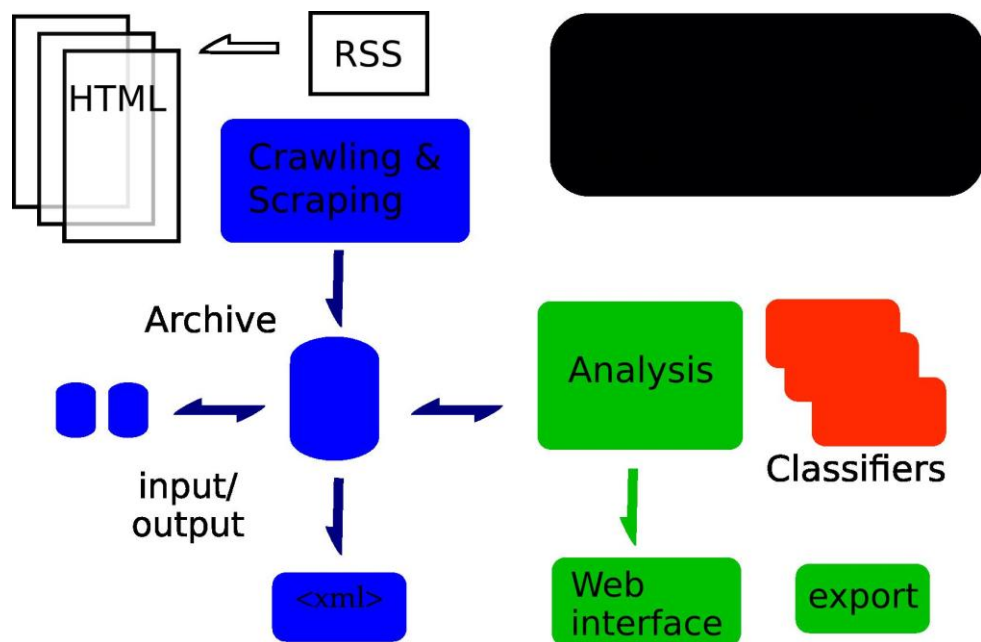 RSS
HTML
Crawling &
Scraping
Archive
Analysis
Classifiers
input/
output
<xml>
Web
interface
export